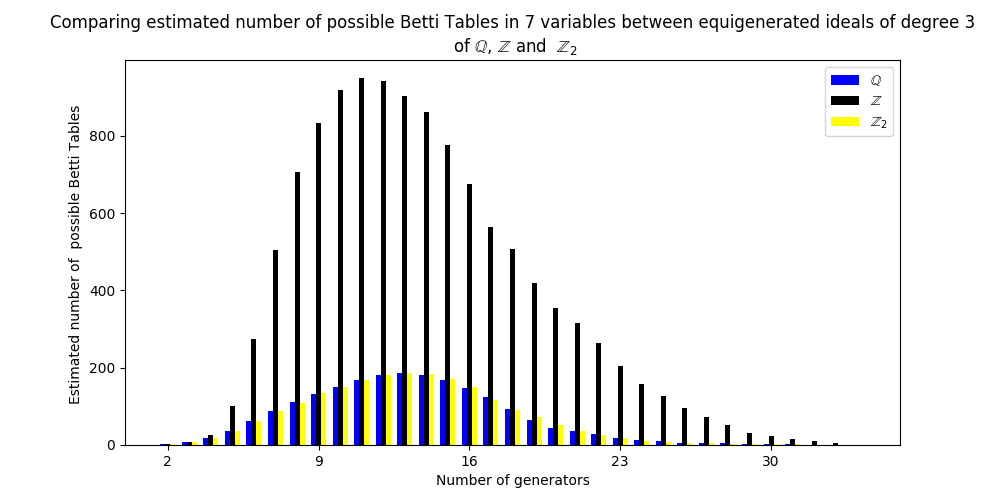 Comparing estimated number of possible Betti Tables in 7 variables between equigenerated ideals of degree 3
of ℚ, ℤ and ℤ₂
ℚ
ℤ
ℤ₂
Estimated number of possible Betti Tables
800
600
400
200
0
2 9 16 23 30
Number of generators